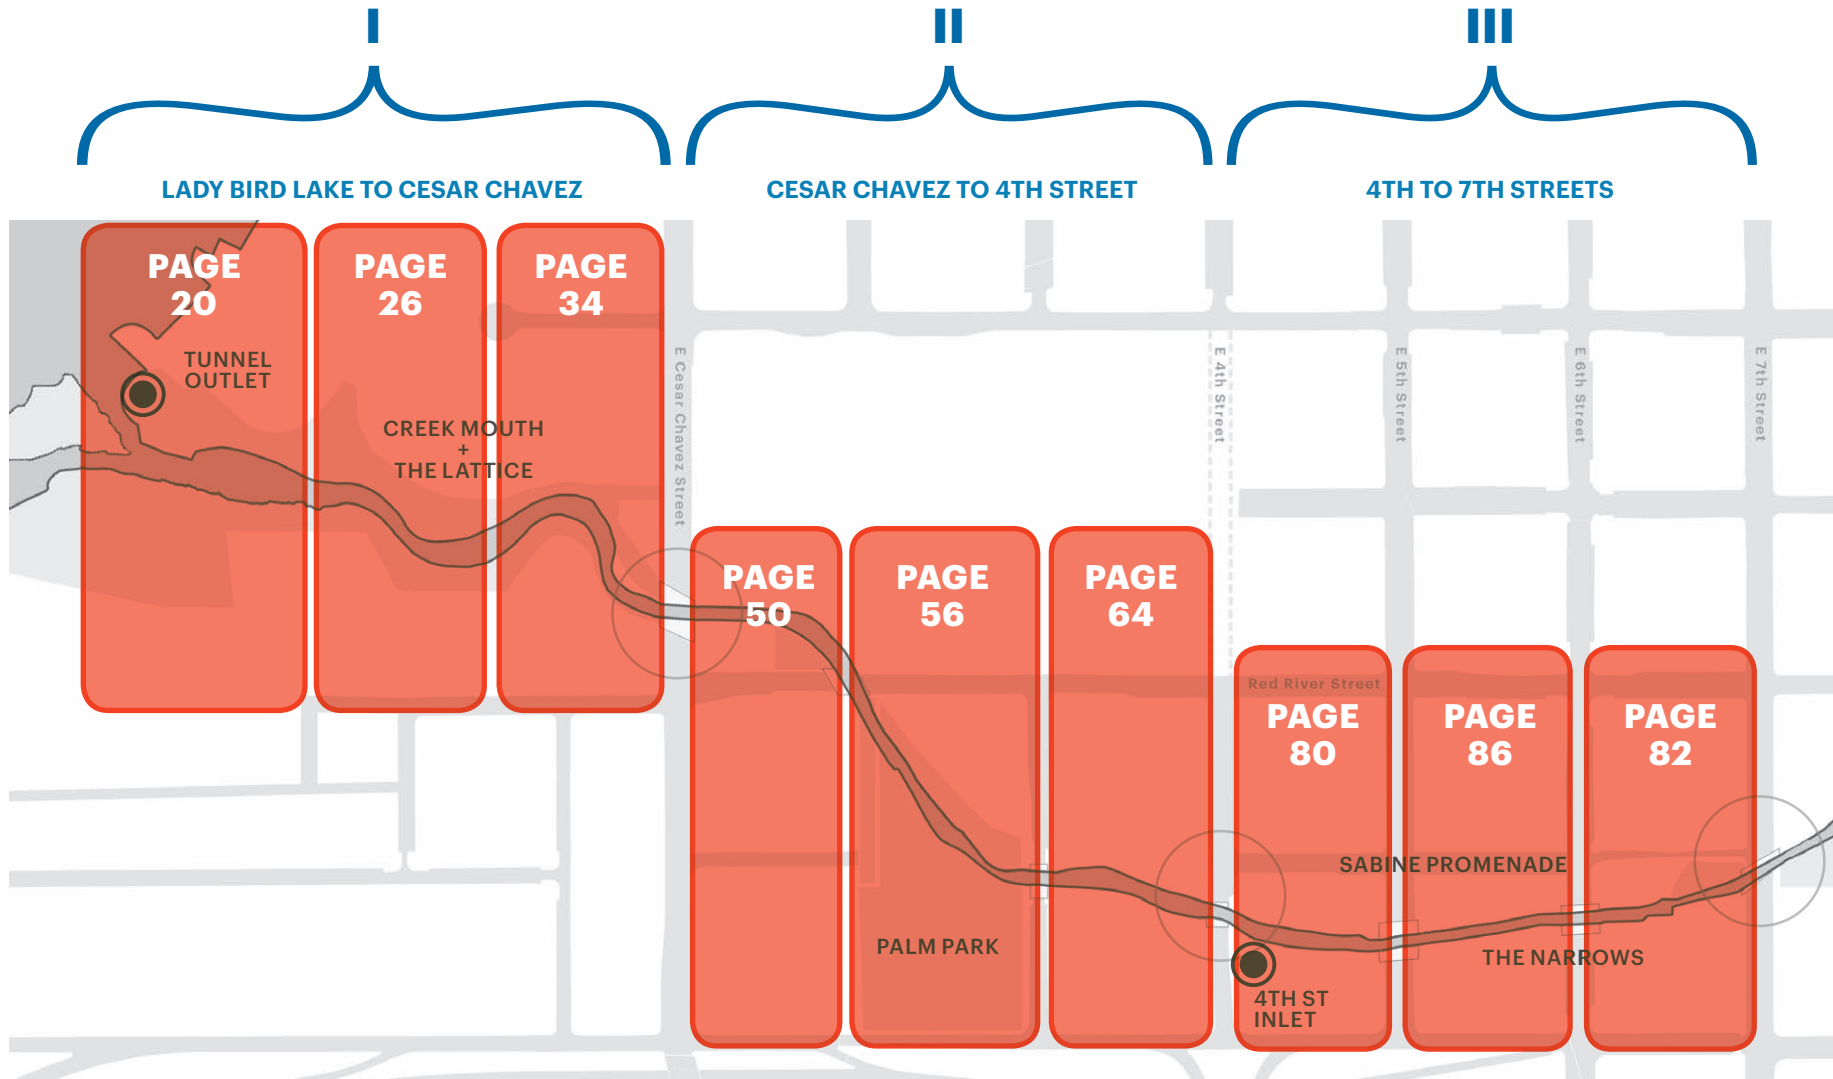 I
II
III
LADY BIRD LAKE TO CESAR CHAVEZ
CESAR CHAVEZ TO 4TH STREET
4TH TO 7TH STREETS
PAGE
20
PAGE
26
PAGE
34
TUNNEL
OUTLET
CREEK MOUTH
+
THE LATTICE
E Cesar Chavez Street
E 4th Street
E 5th Street
E 6th Street
E 7th Street
PAGE
50
PAGE
56
PAGE
64
Red River Street
PAGE
80
PAGE
86
PAGE
82
SABINE PROMENADE
PALM PARK
THE NARROWS
4TH ST
INLET